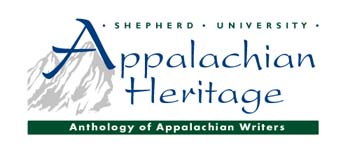 • SHEPHERD • UNIVERSITY •
Appalachian
Heritage
Anthology of Appalachian Writers